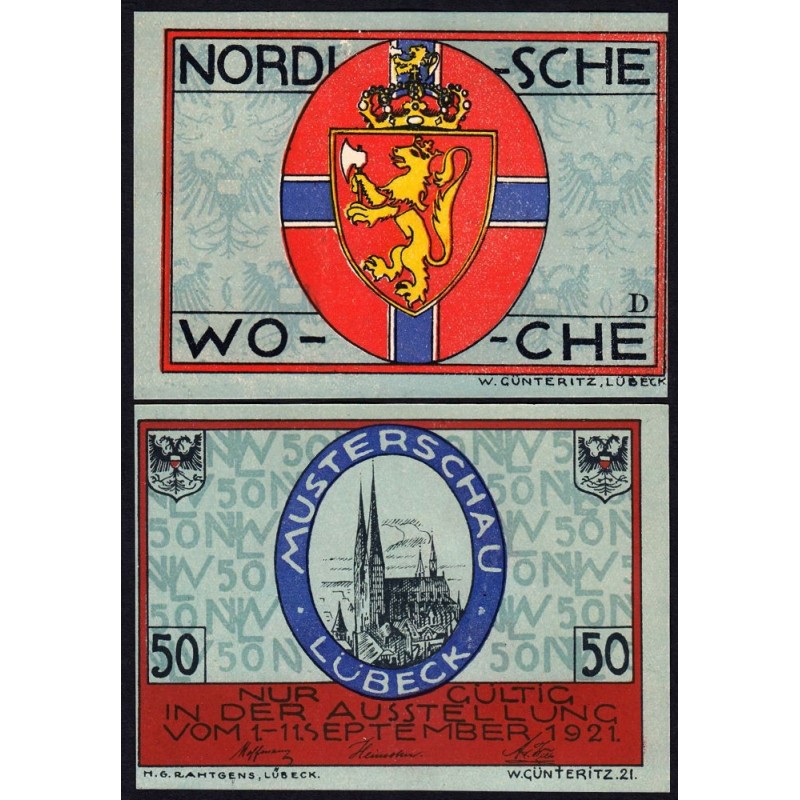 NORDI-SCHE
D
WO--CHE
W. GÜNTERITZ, LÜBECK
MUSTERSCHAU
LÜBECK
50 50
NUR GÜLTIG
IN DER AUSSTELLUNG
VOM 1-11. SEPTEMBER 1921.
H.G. RAHTGENS, LÜBECK. W. GÜNTERITZ. 21.